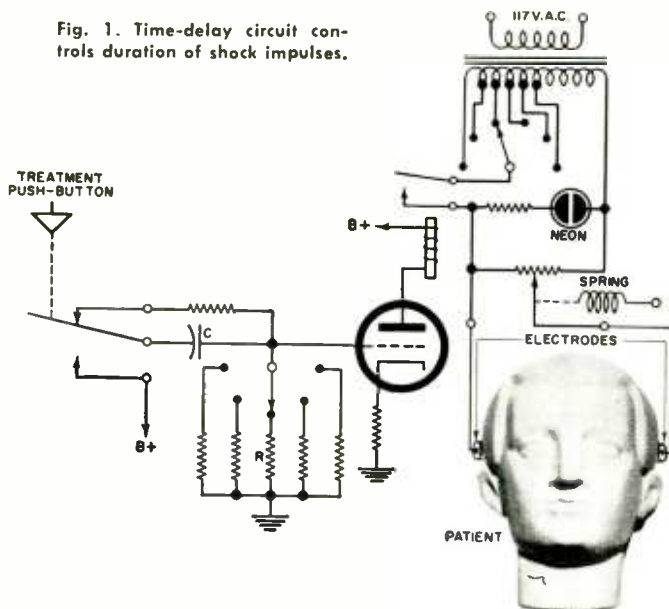 Fig. 1. Time-delay circuit con-
trols duration of shock impulses.
117 V. A.C.
TREATMENT
PUSH-BUTTON
B+
NEON
SPRING
C
ELECTRODES
R
B+
PATIENT